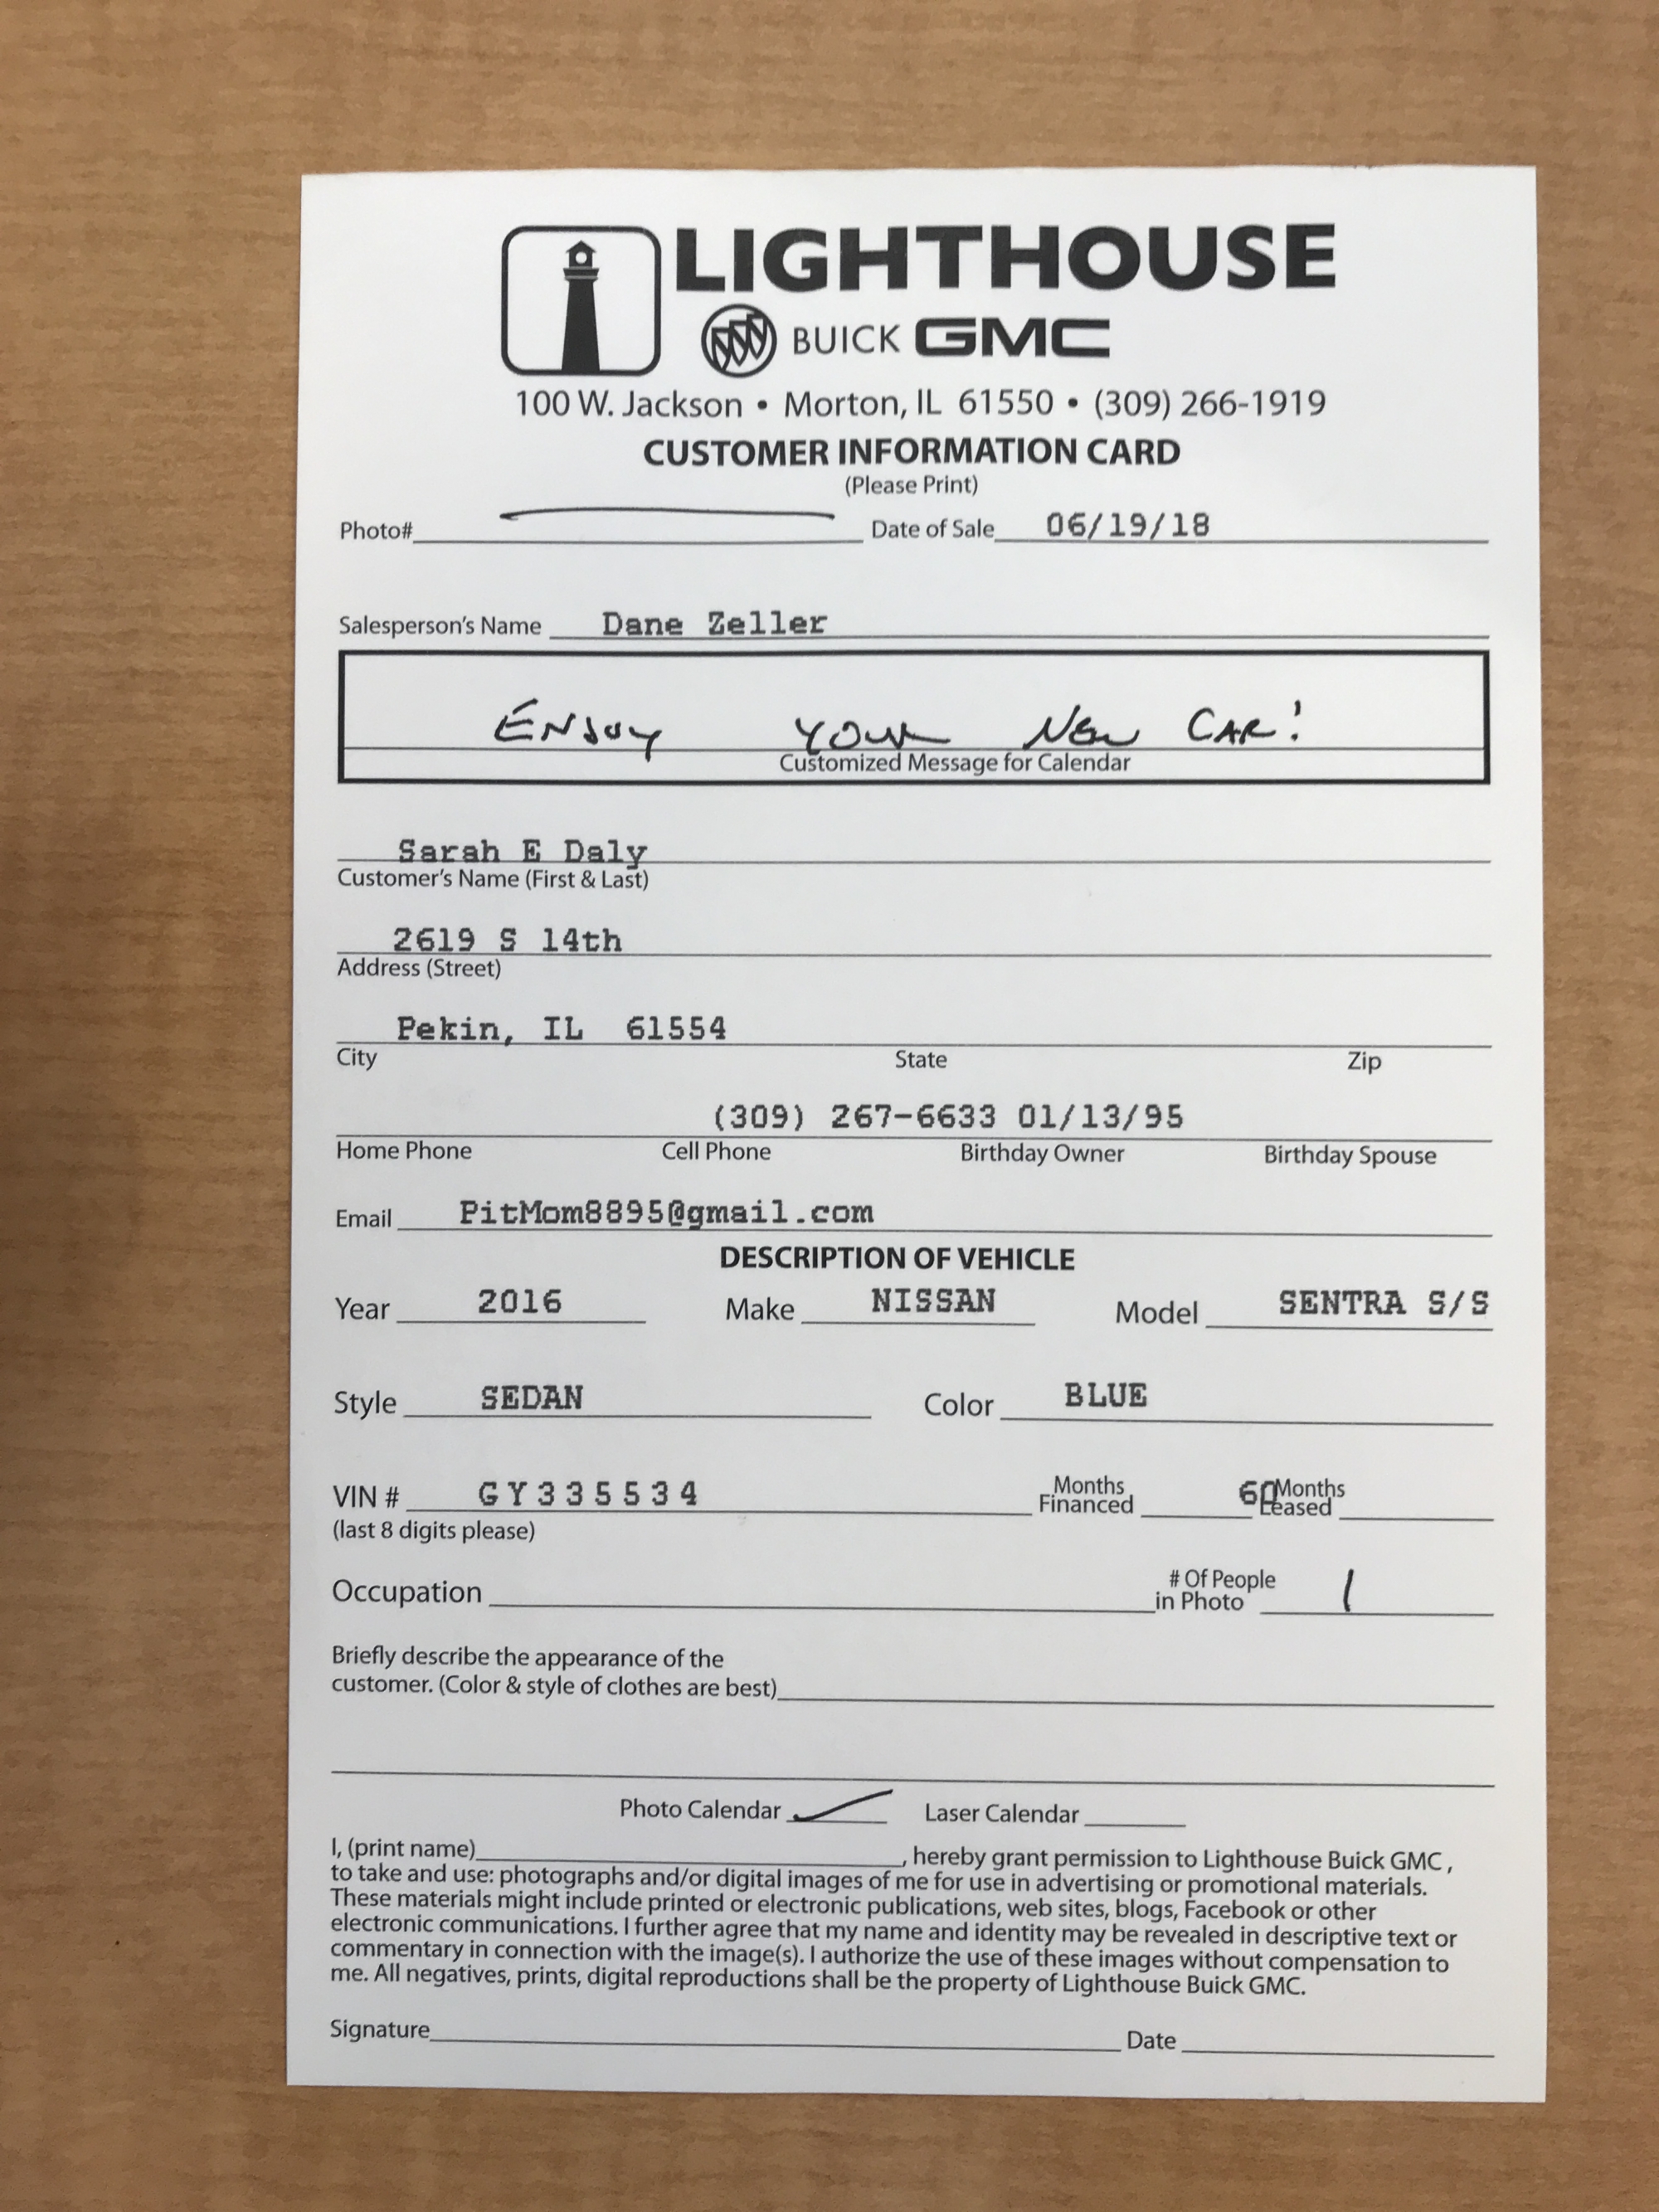 LIGHTHOUSE
BUICK GMC
100 W. Jackson • Morton, IL 61550 • (309) 266-1919
CUSTOMER INFORMATION CARD
(Please Print)
Photo# Date of Sale 06/19/18
Salesperson's Name Dane Zeller
ENJOY YOUR NEW CAR!
Customized Message for Calendar
Sarah E Daly
Customer's Name (First & Last)
2619 S 14th
Address (Street)
Pekin, IL 61554
City State Zip
(309) 267-6633 01/13/95
Home Phone Cell Phone Birthday Owner Birthday Spouse
Email PitMom8895@gmail.com
DESCRIPTION OF VEHICLE
Year 2016 Make NISSAN Model SENTRA S/S
Style SEDAN Color BLUE
VIN # GY335534 Months Financed 60 Months Leased
(last 8 digits please)
Occupation # Of People in Photo 1
Briefly describe the appearance of the
customer. (Color & style of clothes are best)
Photo Calendar ✓ Laser Calendar
I, (print name) , hereby grant permission to Lighthouse Buick GMC ,
to take and use: photographs and/or digital images of me for use in advertising or promotional materials.
These materials might include printed or electronic publications, web sites, blogs, Facebook or other
electronic communications. I further agree that my name and identity may be revealed in descriptive text or
commentary in connection with the image(s). I authorize the use of these images without compensation to
me. All negatives, prints, digital reproductions shall be the property of Lighthouse Buick GMC.
Signature Date